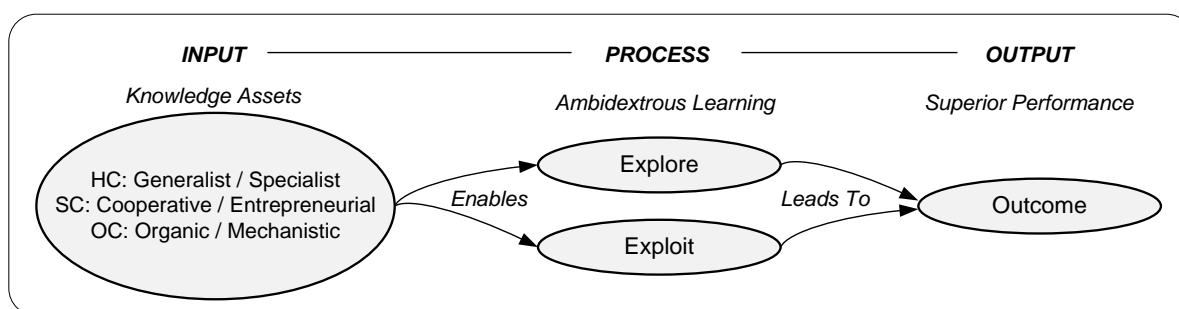 INPUT PROCESS OUTPUT
Knowledge Assets Ambidextrous Learning Superior Performance
HC: Generalist / Specialist
SC: Cooperative / Entrepreneurial
OC: Organic / Mechanistic
Enables
Explore
Exploit
Leads To
Outcome